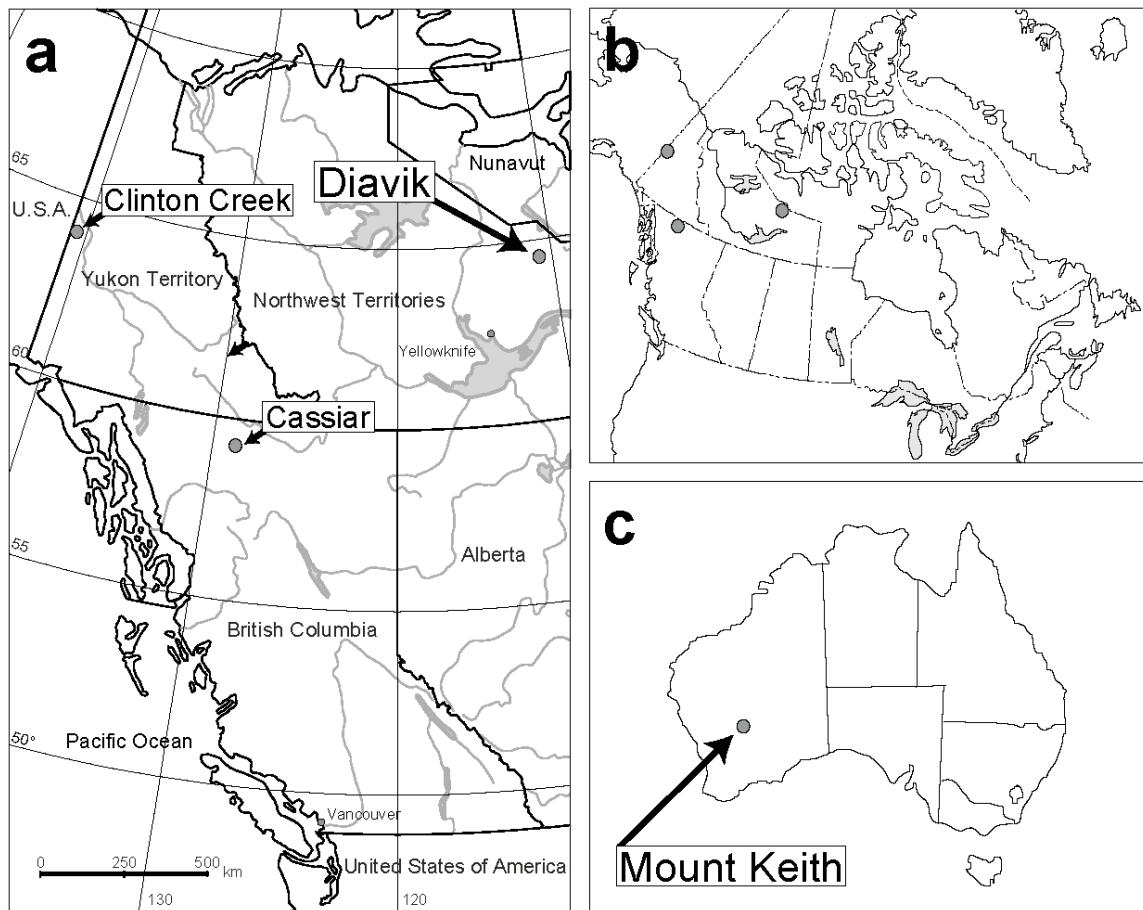 a
65
U.S.A.
Clinton Creek
Nunavut
Diavik
Yukon Territory
Northwest Territories
Yellowknife
60
Cassiar
55
Alberta
British Columbia
50°
Pacific Ocean
Vancouver
0 250 500
km
United States of America
130
120
b
c
Mount Keith